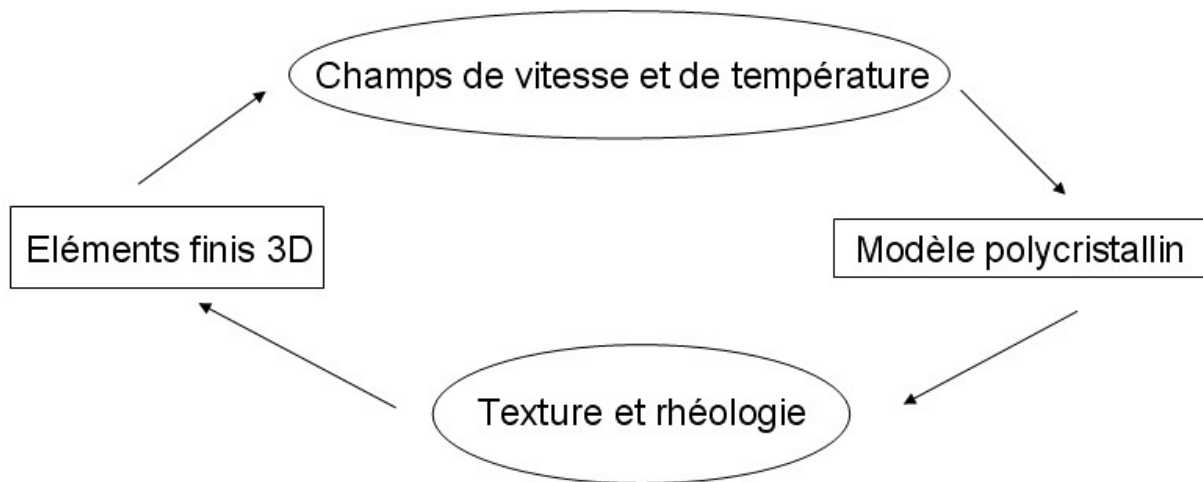 Champs de vitesse et de température
Eléments finis 3D
Modèle polycristallin
Texture et rhéologie